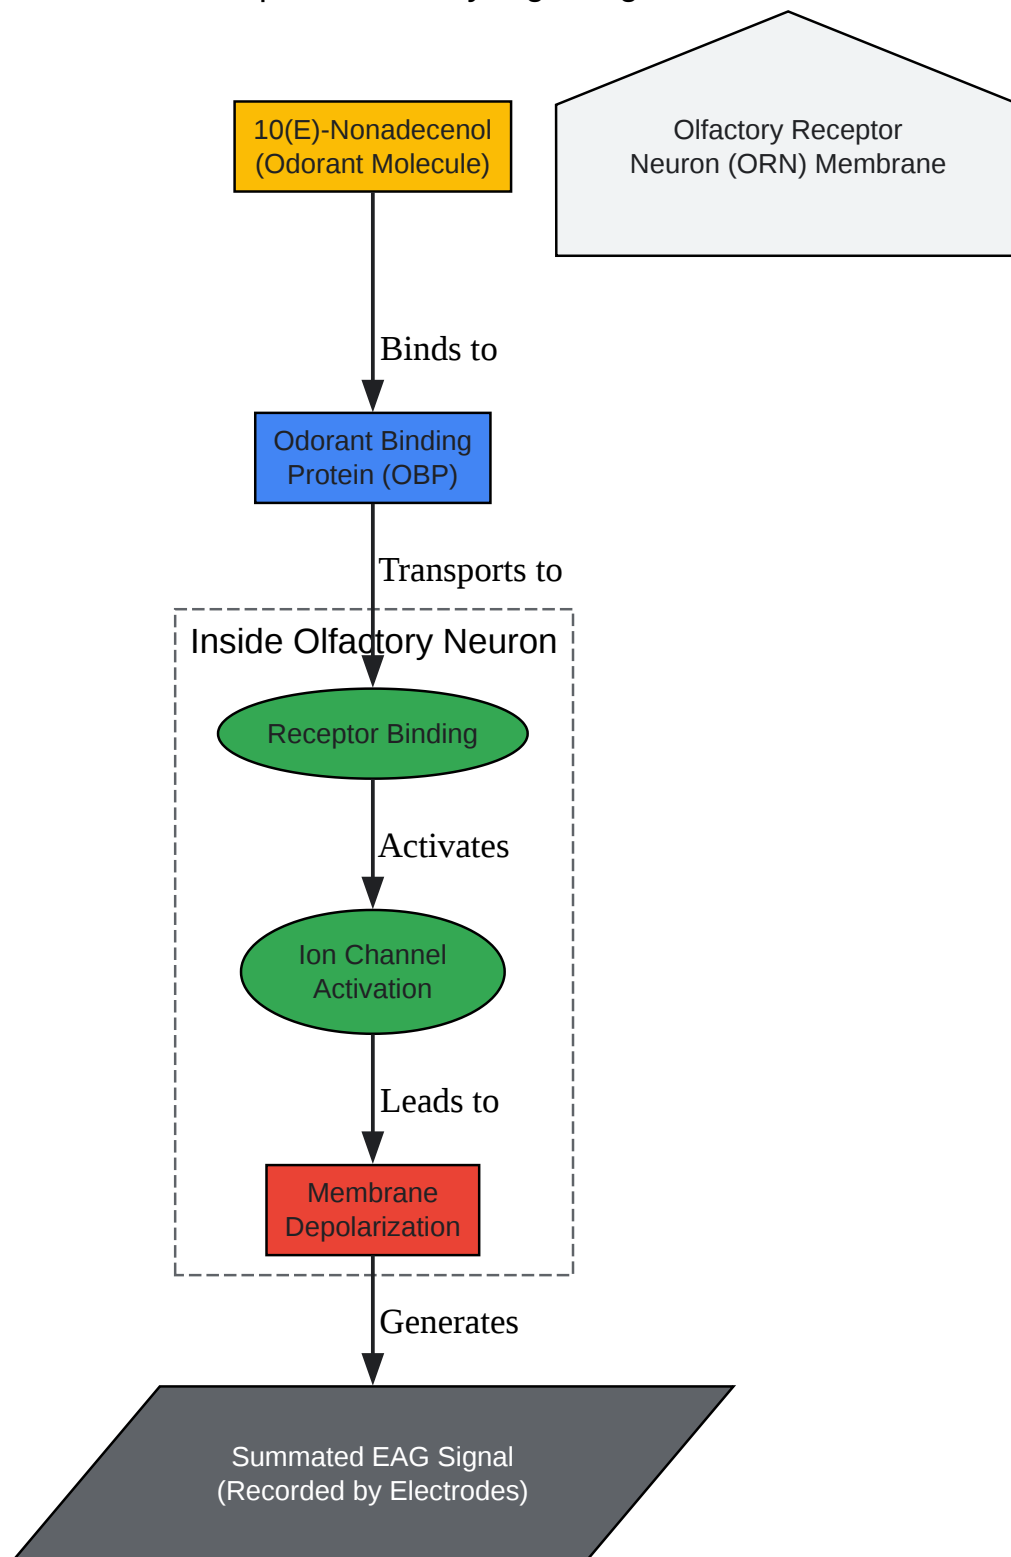 10(E)-Nonadecenol
(Odorant Molecule)
Olfactory Receptor
Neuron (ORN) Membrane
Binds to
Odorant Binding
Protein (OBP)
Transports to
Inside Olfactory Neuron
Receptor Binding
Activates
Ion Channel
Activation
Leads to
Membrane
Depolarization
Generates
Summated EAG Signal
(Recorded by Electrodes)